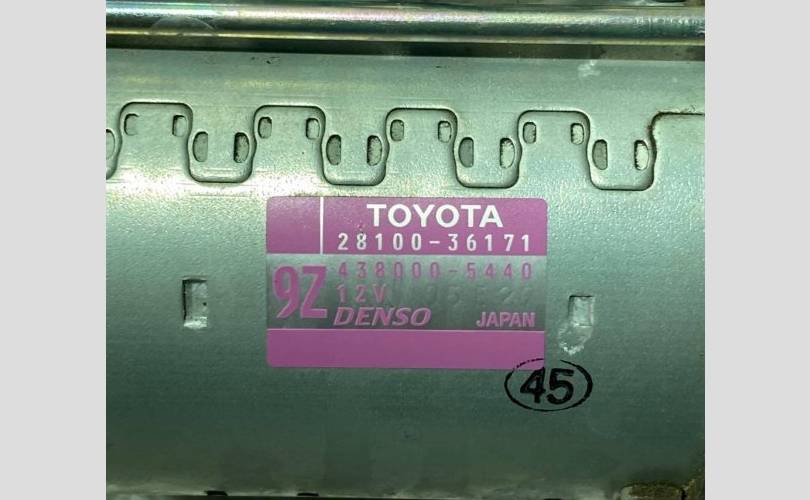 TOYOTA
28100-36171
9Z
438000-5440
12V
DENSO JAPAN
45